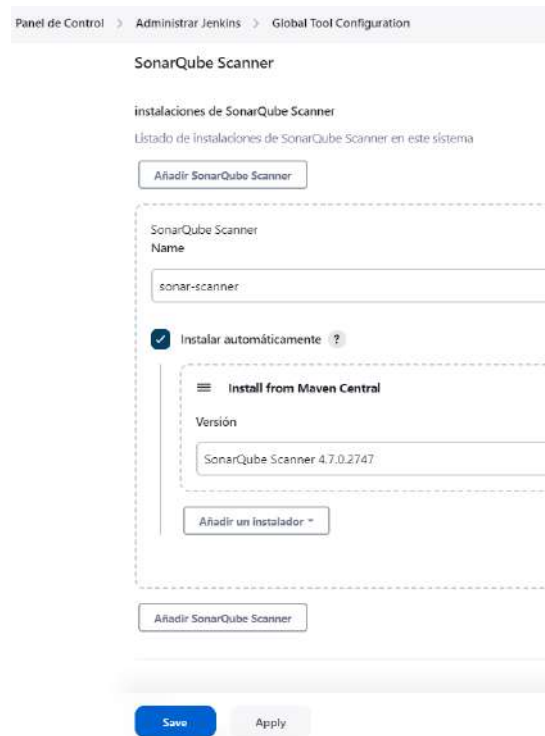 Panel de Control > Administrar Jenkins > Global Tool Configuration
SonarQube Scanner
instalaciones de SonarQube Scanner
Listado de instalaciones de SonarQube Scanner en este sistema
Añadir SonarQube Scanner
SonarQube Scanner
Name
sonar-scanner
Instalar automáticamente ?
Install from Maven Central
Versión
SonarQube Scanner 4.7.0.2747
Añadir un instalador
Añadir SonarQube Scanner
Save Apply